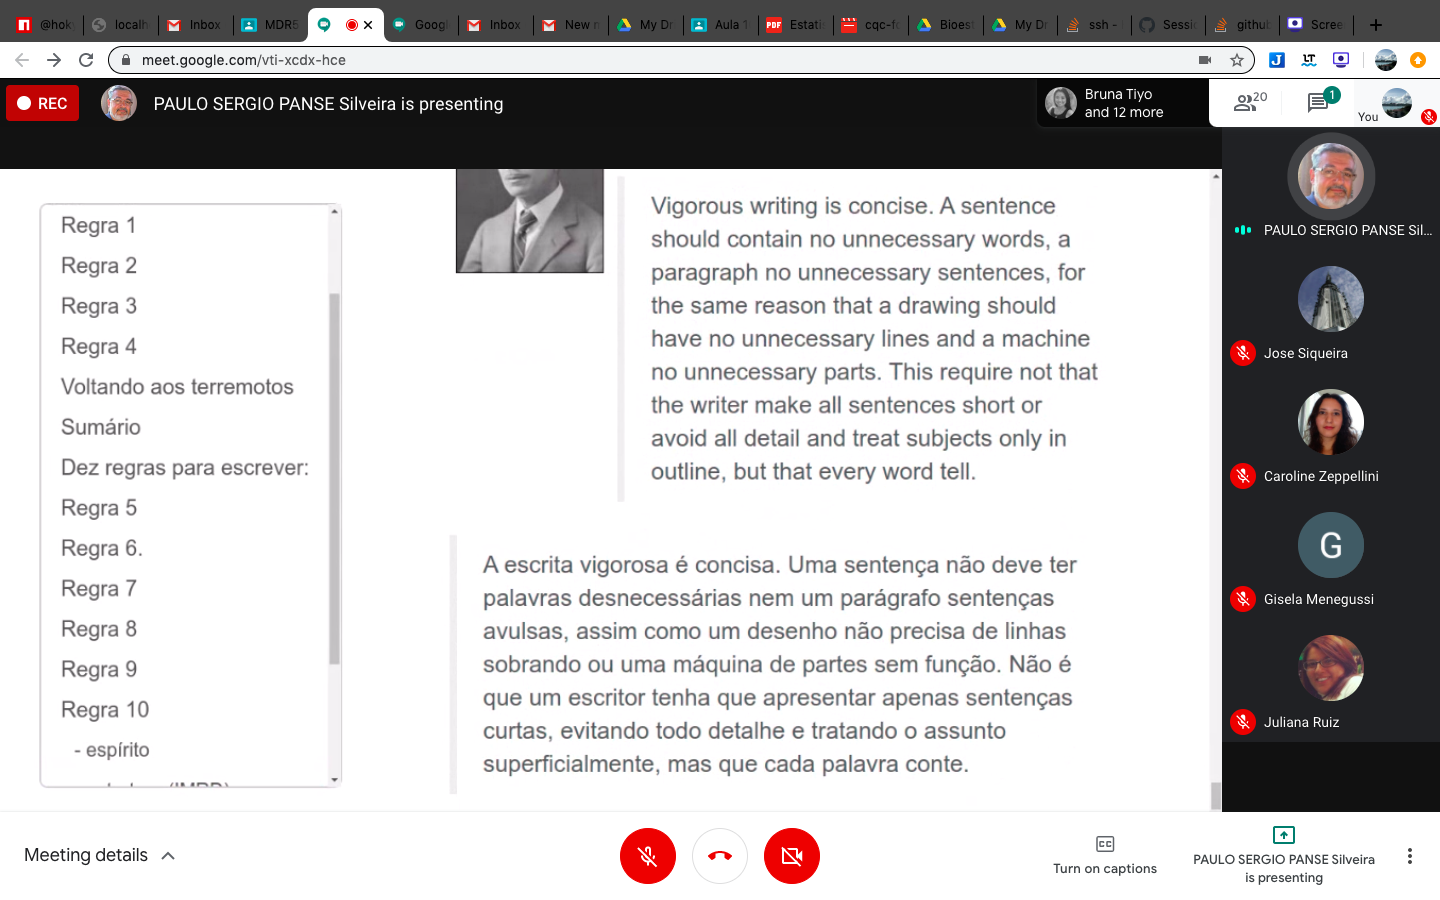 @hok
localh
Inbox
MDR5
Googl
Inbox
New m
My Dr
Aula 1
Estati
cqc-fo
Bioest
My Dr
ssh -
Sessio
github
Scree
meet.google.com/vti-xcdx-hce
REC
PAULO SERGIO PANSE Silveira is presenting
Bruna Tiyo
and 12 more
20
1
You
Regra 1
Regra 2
Regra 3
Regra 4
Voltando aos terremotos
Sumário
Dez regras para escrever:
Regra 5
Regra 6.
Regra 7
Regra 8
Regra 9
Regra 10
- espírito
Vigorous writing is concise. A sentence
should contain no unnecessary words, a
paragraph no unnecessary sentences, for
the same reason that a drawing should
have no unnecessary lines and a machine
no unnecessary parts. This require not that
the writer make all sentences short or
avoid all detail and treat subjects only in
outline, but that every word tell.
A escrita vigorosa é concisa. Uma sentença não deve ter
palavras desnecessárias nem um parágrafo sentenças
avulsas, assim como um desenho não precisa de linhas
sobrando ou uma máquina de partes sem função. Não é
que um escritor tenha que apresentar apenas sentenças
curtas, evitando todo detalhe e tratando o assunto
superficialmente, mas que cada palavra conte.
PAULO SERGIO PANSE Sil...
Jose Siqueira
Caroline Zeppellini
G
Gisela Menegussi
Juliana Ruiz
Meeting details
Turn on captions
PAULO SERGIO PANSE Silveira
is presenting